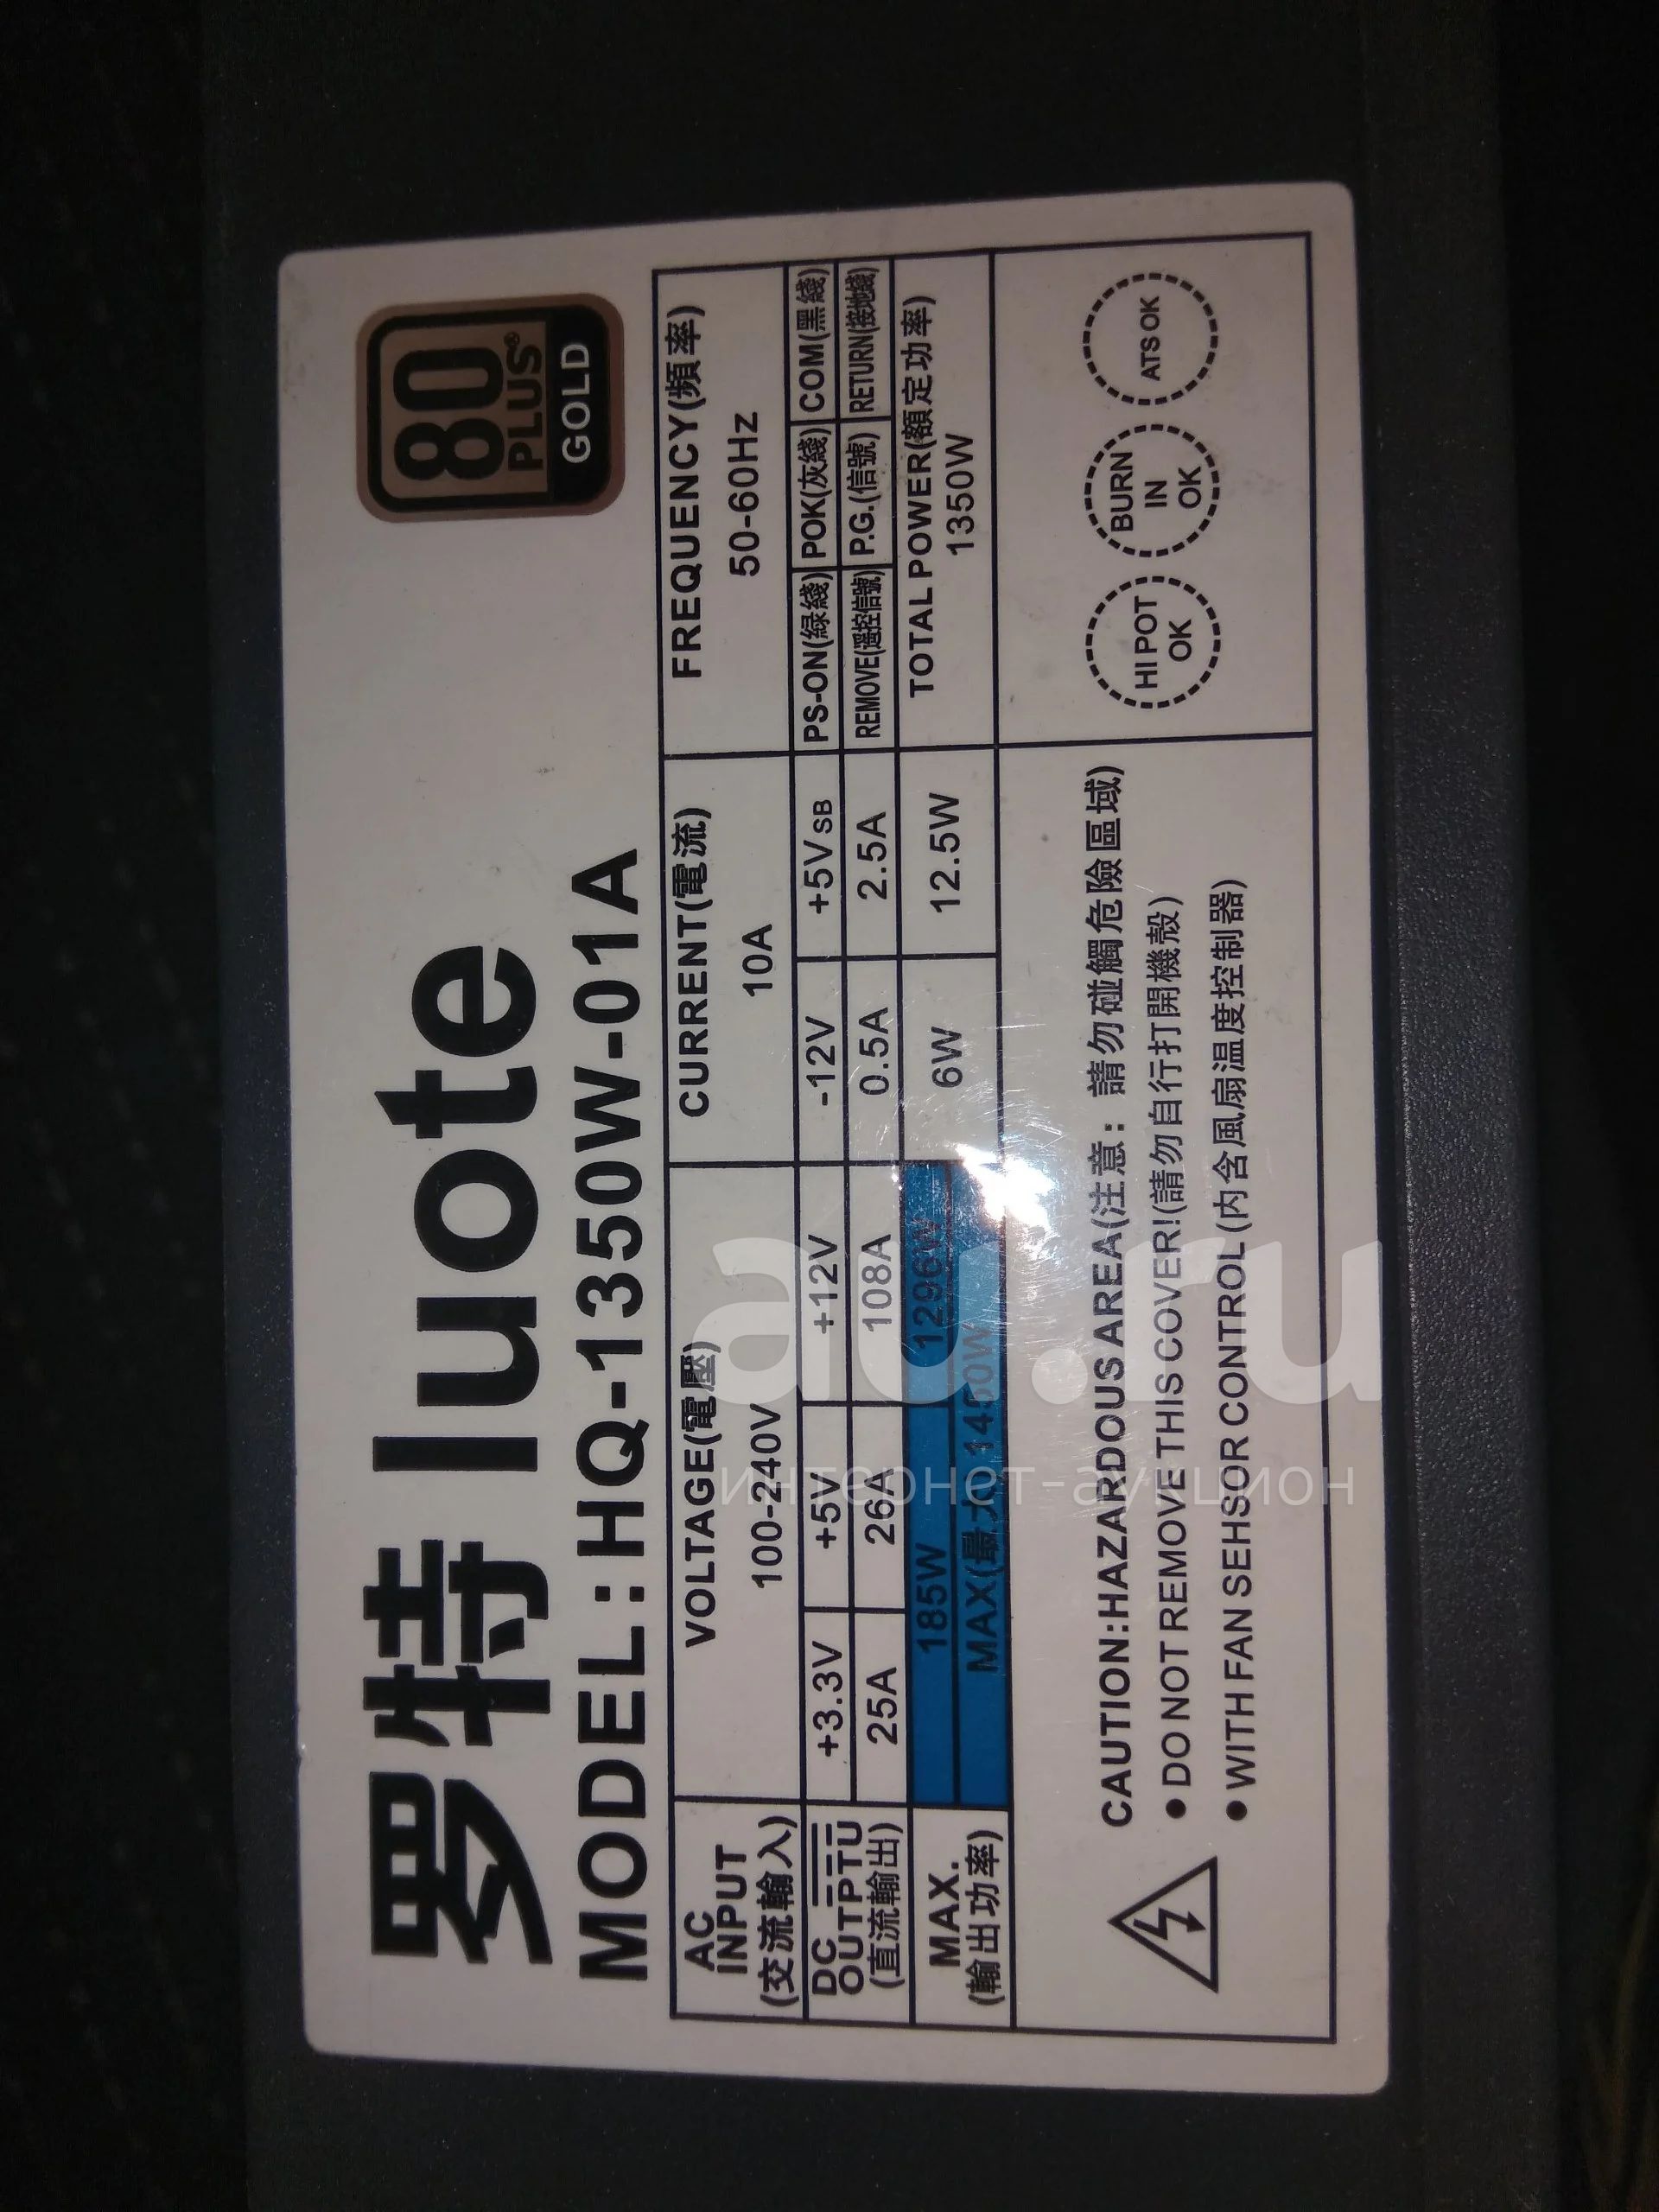 罗特 luote
80
PLUS®
GOLD
MODEL:HQ-1350W-01A
AC
INPUT
(交流輸入)
VOLTAGE(電壓)
100-240V
CURRENT(電流)
10A
FREQUENCY(頻率)
50-60Hz
DC
OUTPTU
(直流輸出)
+3.3V +5V +12V -12V +5VSB PS-ON(緑綫) POK(灰綫) COM(黑綫)
25A 26A 108A 0.5A 2.5A REMOVE(遥控信號) P.G.(信號) RETURN(接地綫)
MAX.
(輸出功率)
185W 1296W 6W 12.5W
MAX(最大
TOTAL POWER(額定功率)
1350W
CAUTION:HAZARDOUS AREA(注意：請勿碰觸危險區域)
●DO NOT REMOVE THIS COVER!(請勿自行打開機殼)
●WITH FAN SEHSOR CONTROL(内含風扇温度控制器)
HI POT
OK
BURN
IN
OK
ATS OK
au.ru
интернет-аукцион